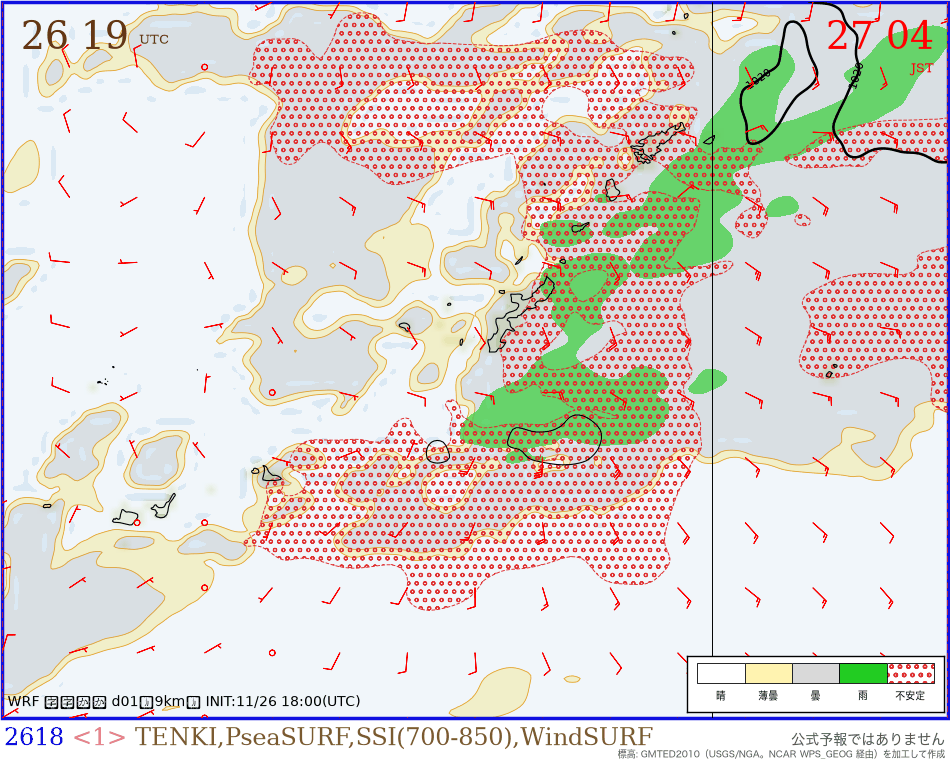 26 19 UTC
27 04
JST
1020
1020
晴 薄曇 曇 雨 不安定
WRF d01 9km INIT:11/26 18:00(UTC)
2618 <1> TENKI,PseaSURF,SSI(700-850),WindSURF
公式予報ではありません
標高: GMTED2010（USGS/NGA。NCAR WPS_GEOG 経由）を加工して作成